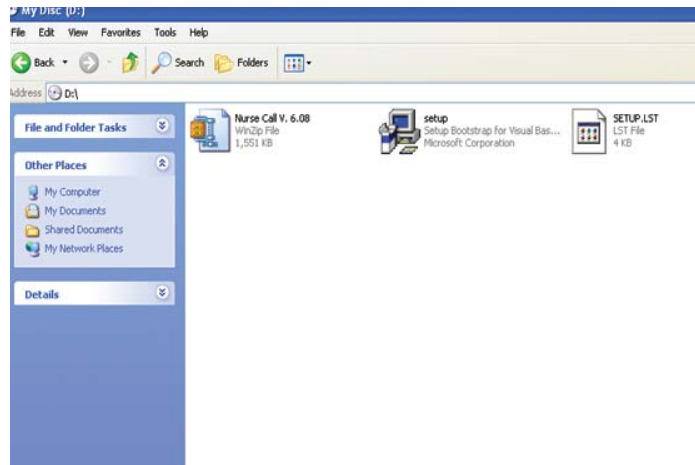 My Disc (D:)
File Edit View Favorites Tools Help
Back Search Folders
Address D:\
File and Folder Tasks
Other Places
My Computer
My Documents
Shared Documents
My Network Places
Details
Nurse Call V. 6.08
WinZip File
1,551 KB
setup
Setup Bootstrap for Visual Bas...
Microsoft Corporation
SETUP.LST
LST File
4 KB